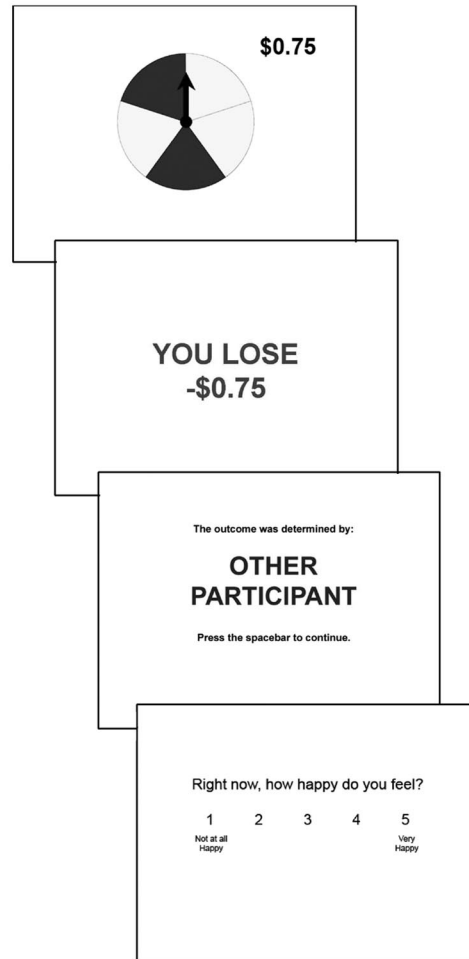 $0.75
YOU LOSE
-$0.75
The outcome was determined by:
OTHER
PARTICIPANT
Press the spacebar to continue.
Right now, how happy do you feel?
1 2 3 4 5
Not at all Very
Happy Happy